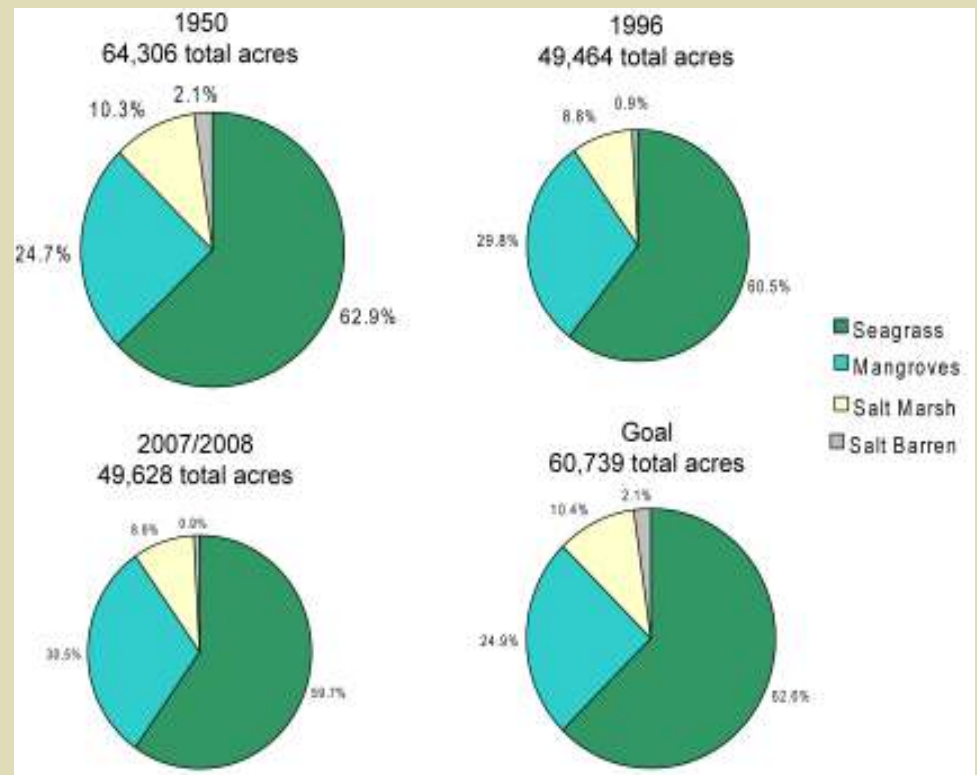 1950
64,306 total acres
2.1%
10.3%
24.7%
62.9%
1996
49,464 total acres
0.9%
8.8%
29.8%
60.5%
Seagrass
Mangroves
Salt Marsh
Salt Barren
2007/2008
49,628 total acres
30.5%
59.7%
Goal
60,739 total acres
2.1%
10.4%
24.9%
62.6%